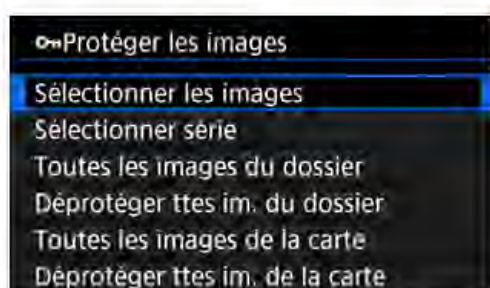 Protéger les images
Sélectionner les images
Sélectionner série
Toutes les images du dossier
Déprotéger ttes im. du dossier
Toutes les images de la carte
Déprotéger ttes im. de la carte